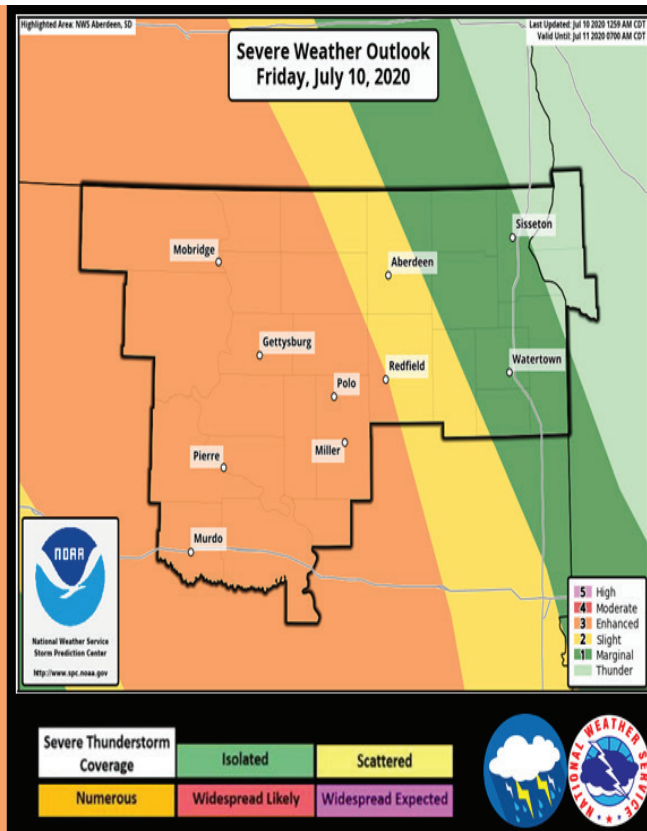 Highlighted Area: NWS Aberdeen, SD
Last Updated: Jul 10 2020 1259 AM CDT
Valid Until: Jul 11 2020 0700 AM CDT
Severe Weather Outlook
Friday, July 10, 2020
Sisseton
Mobridge
Aberdeen
Gettysburg
Watertown
Redfield
Polo
Miller
Pierre
Murdo
NOAA
National Weather Service
Storm Prediction Center
http://www.spc.noaa.gov
5 High
4 Moderate
3 Enhanced
2 Slight
1 Marginal
Thunder
Severe Thunderstorm
Coverage
Isolated
Scattered
Numerous
Widespread Likely
Widespread Expected
NATIONAL WEATHER SERVICE